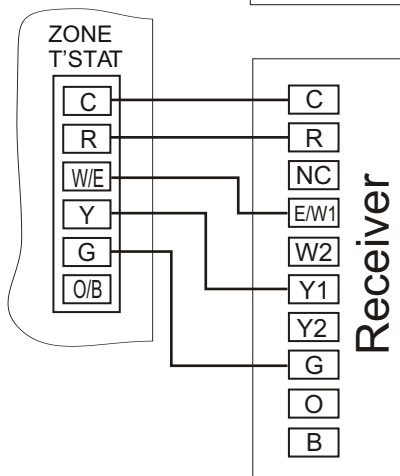 ZONE
T'STAT
C
R
W/E
Y
G
O/B
C
R
NC
E/W1
W2
Y1
Y2
G
O
B
Receiver